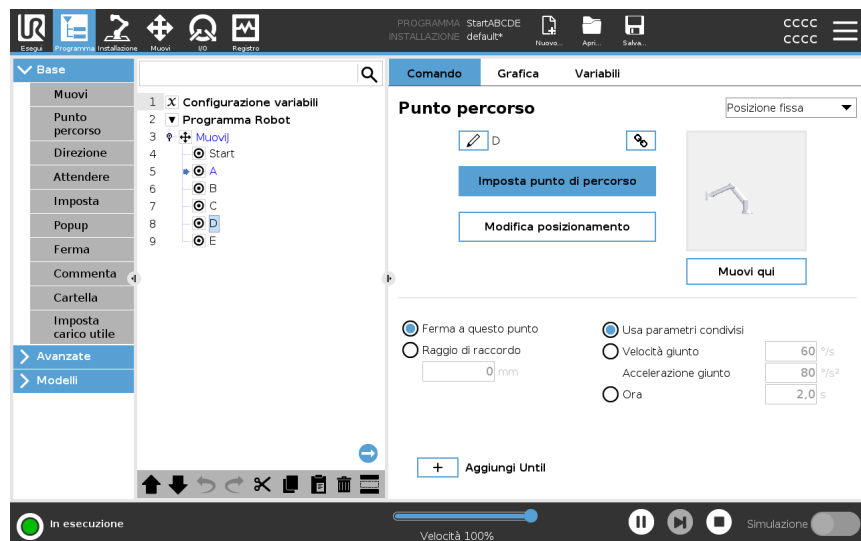 UR
PROGRAMMA StartABCDE
INSTALLAZIONE default*
CCCC
CCCC
Esegui Programma Installazione Muovi I/O Registro Nuovo... Apri... Salva...
Base
Muovi
Punto
percorso
Direzione
Attendere
Imposta
Popup
Ferma
Commenta
Cartella
Imposta
carico utile
Avanzate
Modelli
1 X Configurazione variabili
2 Programma Robot
3 MuoviJ
4 Start
5 A
6 B
7 C
8 D
9 E
Comando Grafica Variabili
Punto percorso
Posizione fissa
D
Imposta punto di percorso
Modifica posizionamento
Muovi qui
Ferma a questo punto
Raggio di raccordo
0 mm
Usa parametri condivisi
Velocità giunto 60 °/s
Accelerazione giunto 80 °/s²
Ora 2,0 s
+ Aggiungi Until
In esecuzione
Velocità 100%
Simulazione